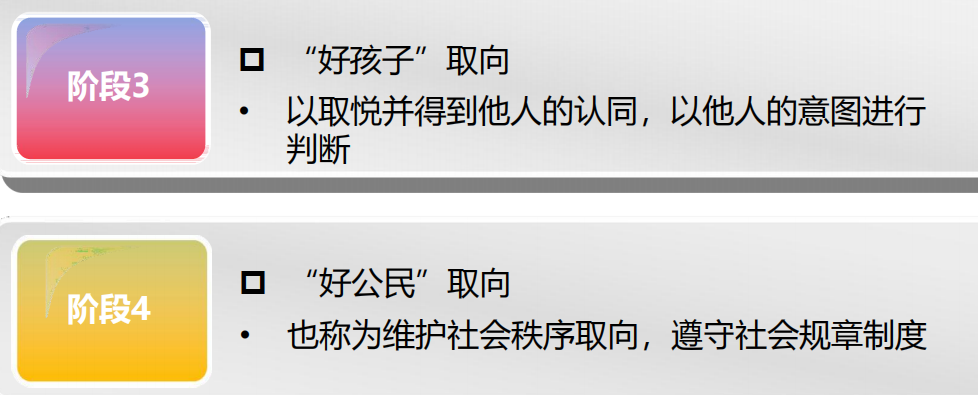 阶段3
“好孩子”取向
• 以取悦并得到他人的认同，以他人的意图进行
判断
阶段4
“好公民”取向
• 也称为维护社会秩序取向，遵守社会规章制度